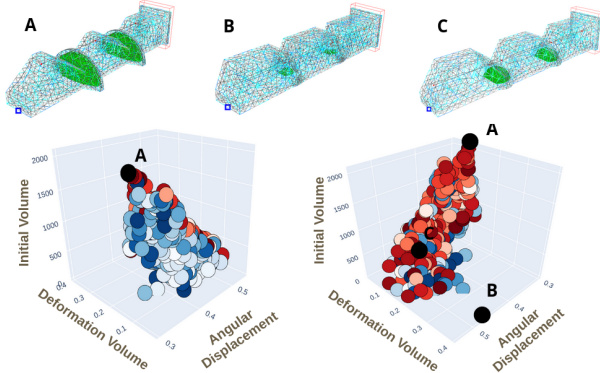 A
B
C
A
2000
1500
1000
500
0
0.4
0.3
0.2
0.1
0.3
0.4
0.5
Initial Volume
Deformation Volume
Angular
Displacement
A
C
B
2000
1500
1000
500
0
0.1
0.2
0.3
0.4
0.5
0.4
0.3
Initial Volume
Deformation Volume
Angular
Displacement